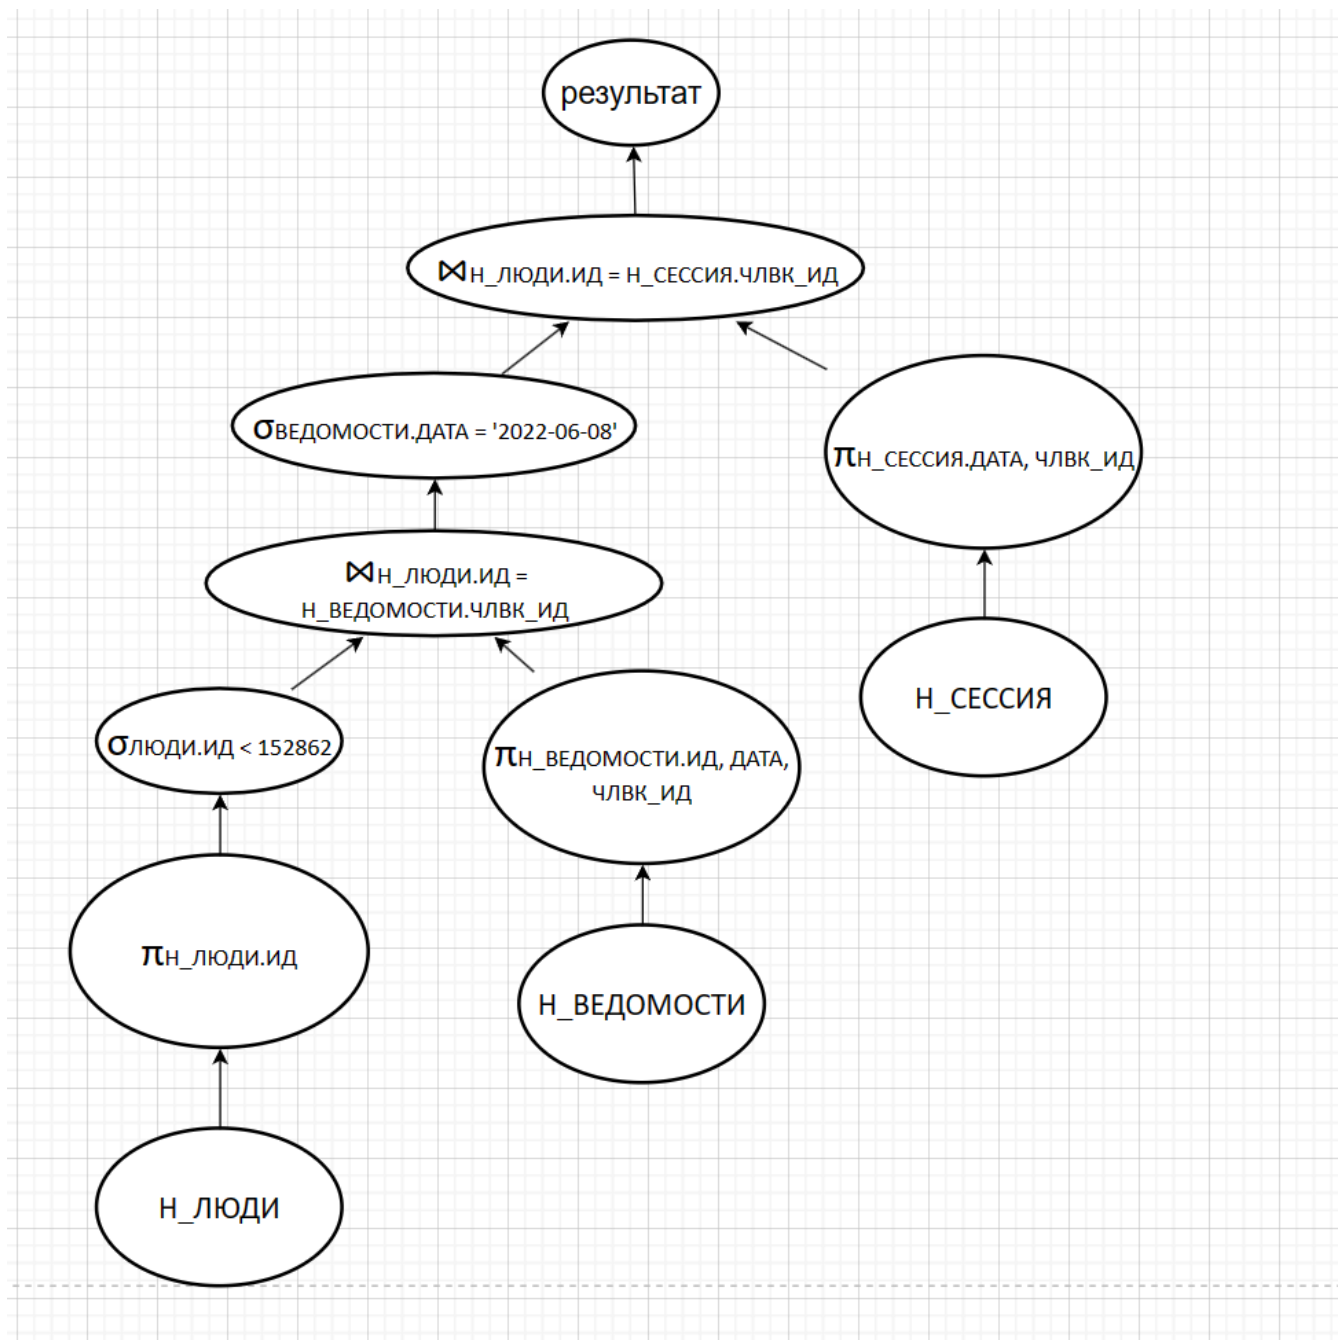 результат
⋈Н_ЛЮДИ.ИД = Н_СЕССИЯ.ЧЛВК_ИД
σВЕДОМОСТИ.ДАТА = '2022-06-08'
πН_СЕССИЯ.ДАТА, ЧЛВК_ИД
⋈Н_ЛЮДИ.ИД =
Н_ВЕДОМОСТИ.ЧЛВК_ИД
Н_СЕССИЯ
σЛЮДИ.ИД < 152862
πН_ВЕДОМОСТИ.ИД, ДАТА,
ЧЛВК_ИД
πН_ЛЮДИ.ИД
Н_ВЕДОМОСТИ
Н_ЛЮДИ